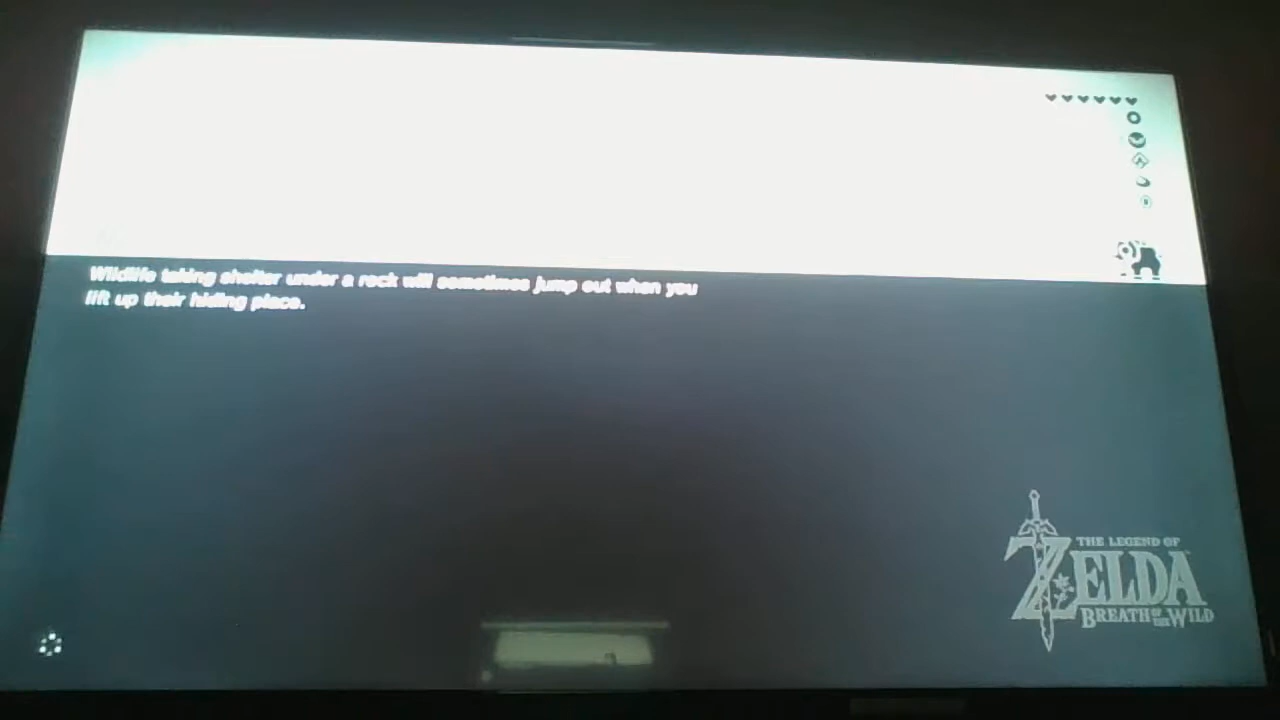 Wildlife taking shelter under a rock will sometimes jump out when you
lift up their hiding place.
THE LEGEND OF
ZELDA
BREATH OF THE WILD